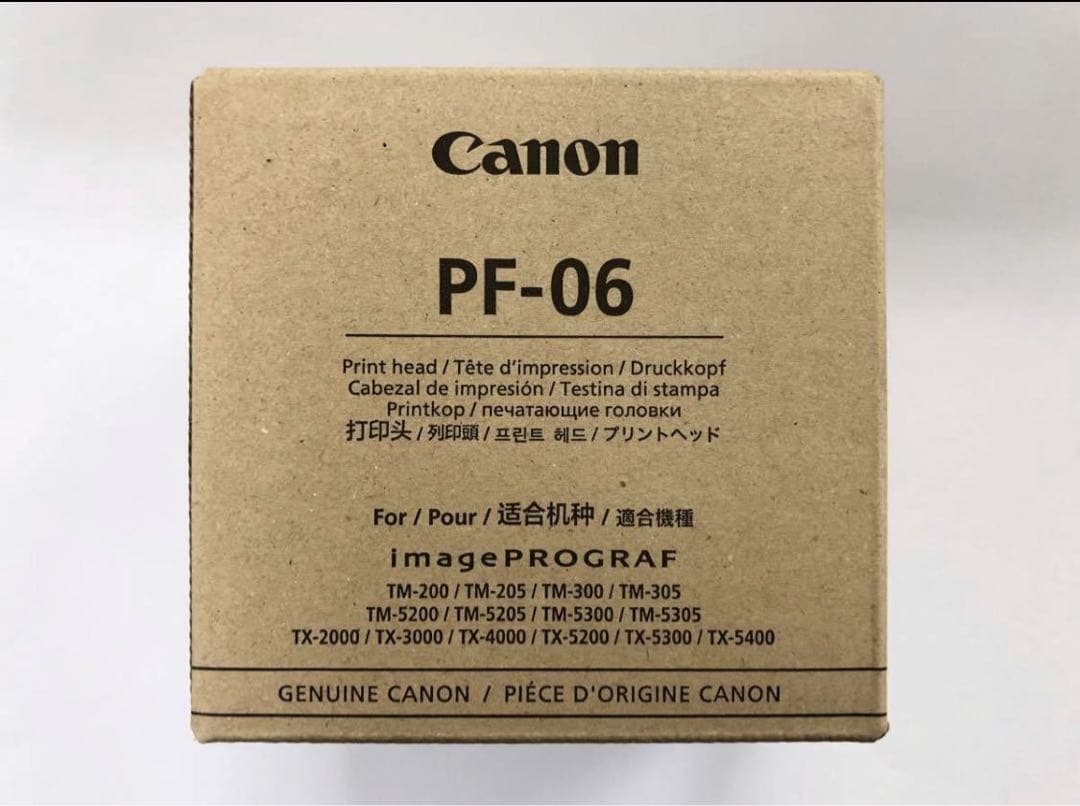 Canon
PF-06
Print head / Tête d'impression / Druckkopf
Cabezal de impresión / Testina di stampa
Printkop / печатающие головки
打印头 / 列印頭 / 프린트 헤드 / プリントヘッド
For / Pour / 适合机种 / 適合機種
imagePROGRAF
TM-200 / TM-205 / TM-300 / TM-305
TM-5200 / TM-5205 / TM-5300 / TM-5305
TX-2000 / TX-3000 / TX-4000 / TX-5200 / TX-5300 / TX-5400
GENUINE CANON / PIÉCE D'ORIGINE CANON